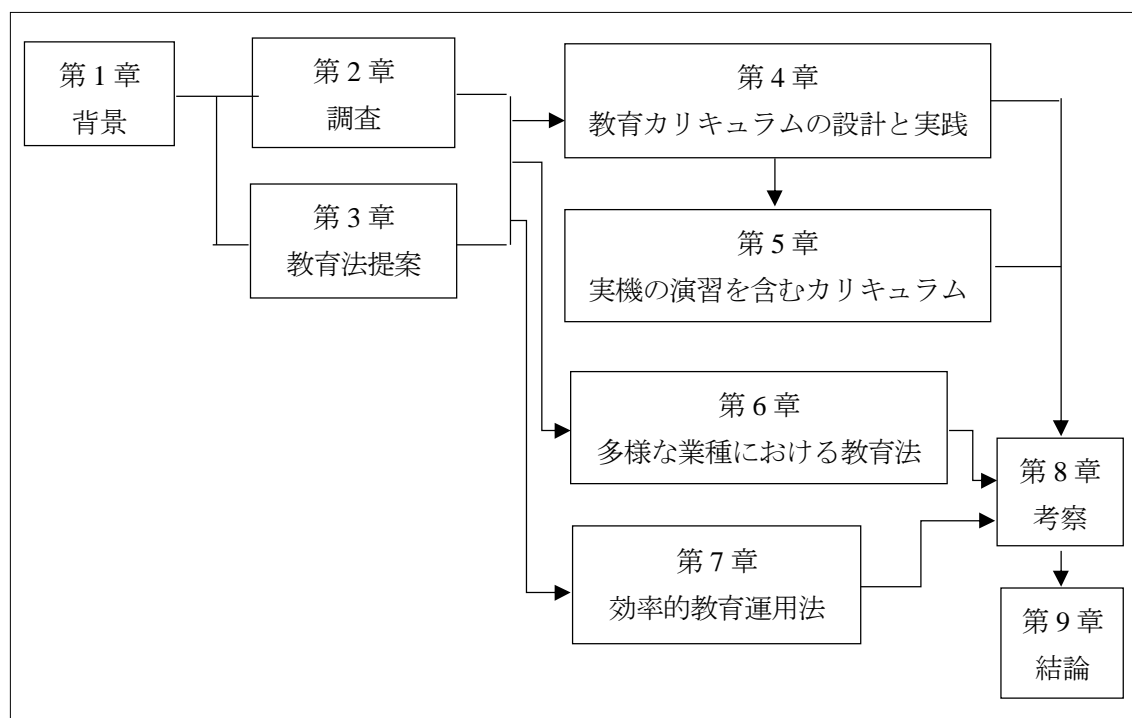 第 1 章
背景
第 2 章
調査
第 3 章
教育法提案
第 4 章
教育カリキュラムの設計と実践
第 5 章
実機の演習を含むカリキュラム
第 6 章
多様な業種における教育法
第 7 章
効率的教育運用法
第 8 章
考察
第 9 章
結論